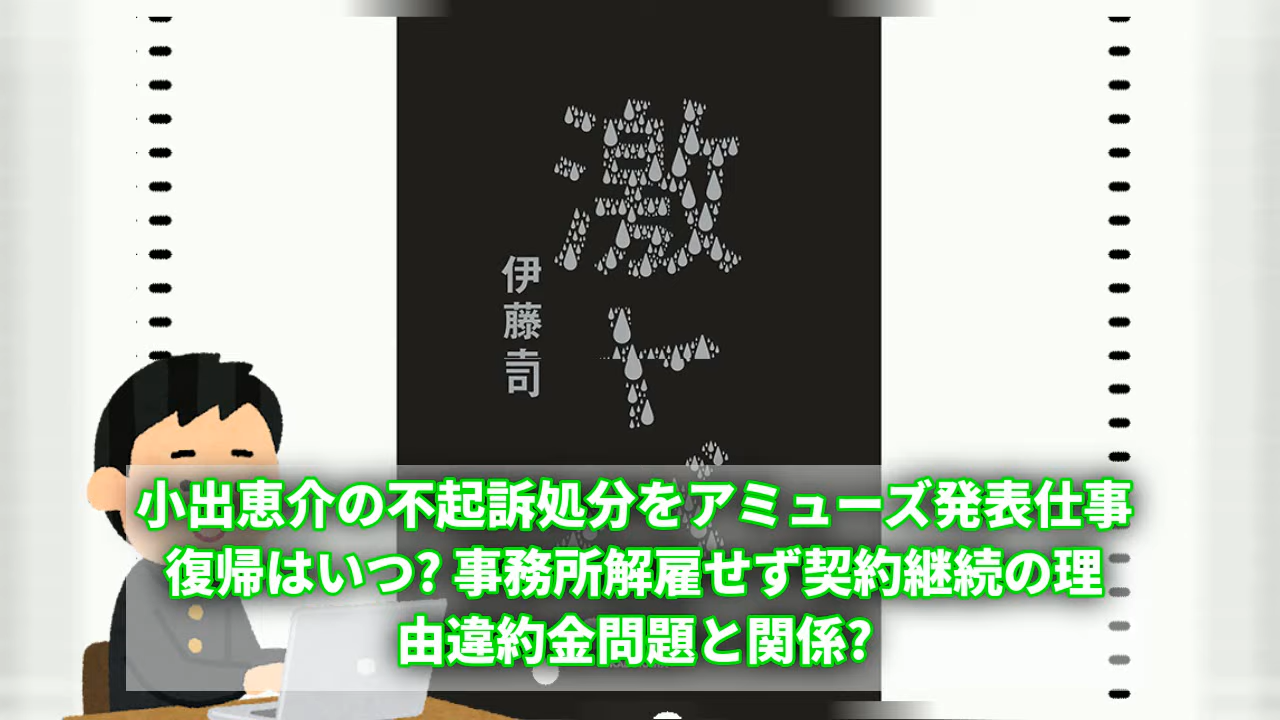 激
ト
伊藤司
小出恵介の不起訴処分をアミューズ発表仕事
復帰はいつ? 事務所解雇せず契約継続の理
由違約金問題と関係?